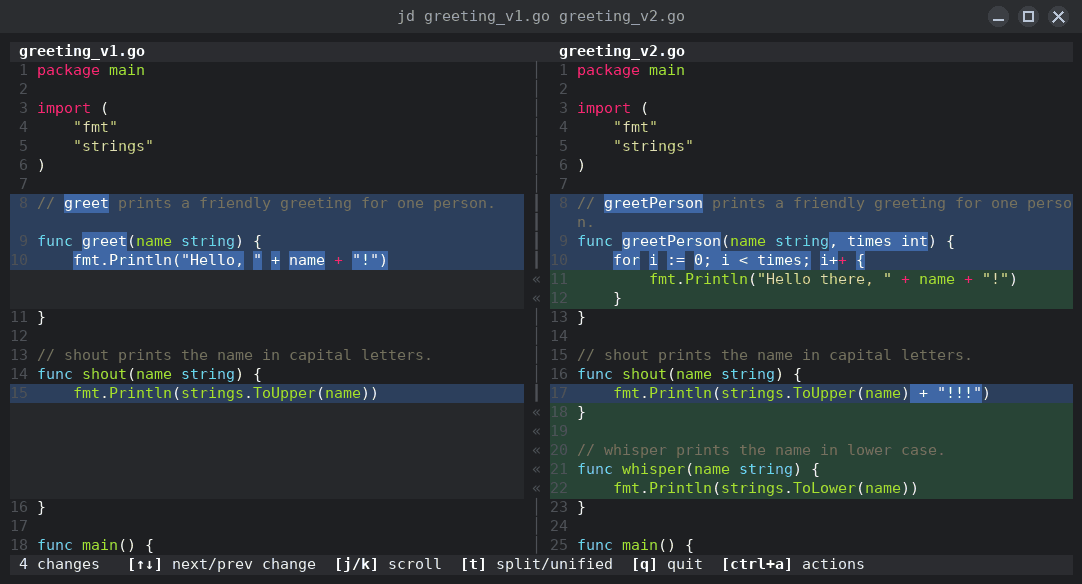 jd greeting_v1.go greeting_v2.go
greeting_v1.go
1 package main
2
3 import (
4     "fmt"
5     "strings"
6 )
7
8 // greet prints a friendly greeting for one person.
9 func greet(name string) {
10     fmt.Println("Hello, " + name + "!")
11 }
12
13 // shout prints the name in capital letters.
14 func shout(name string) {
15     fmt.Println(strings.ToUpper(name))
16 }
17
18 func main() {
greeting_v2.go
1 package main
2
3 import (
4     "fmt"
5     "strings"
6 )
7
8 // greetPerson prints a friendly greeting for one perso
n.
9 func greetPerson(name string, times int) {
10     for i := 0; i < times; i++ {
« 11         fmt.Println("Hello there, " + name + "!")
« 12     }
13 }
14
15 // shout prints the name in capital letters.
16 func shout(name string) {
17     fmt.Println(strings.ToUpper(name) + "!!!")
« 18 }
« 19
« 20 // whisper prints the name in lower case.
« 21 func whisper(name string) {
« 22     fmt.Println(strings.ToLower(name))
23 }
24
25 func main() {
4 changes   [↑↓] next/prev change  [j/k] scroll  [t] split/unified  [q] quit  [ctrl+a] actions